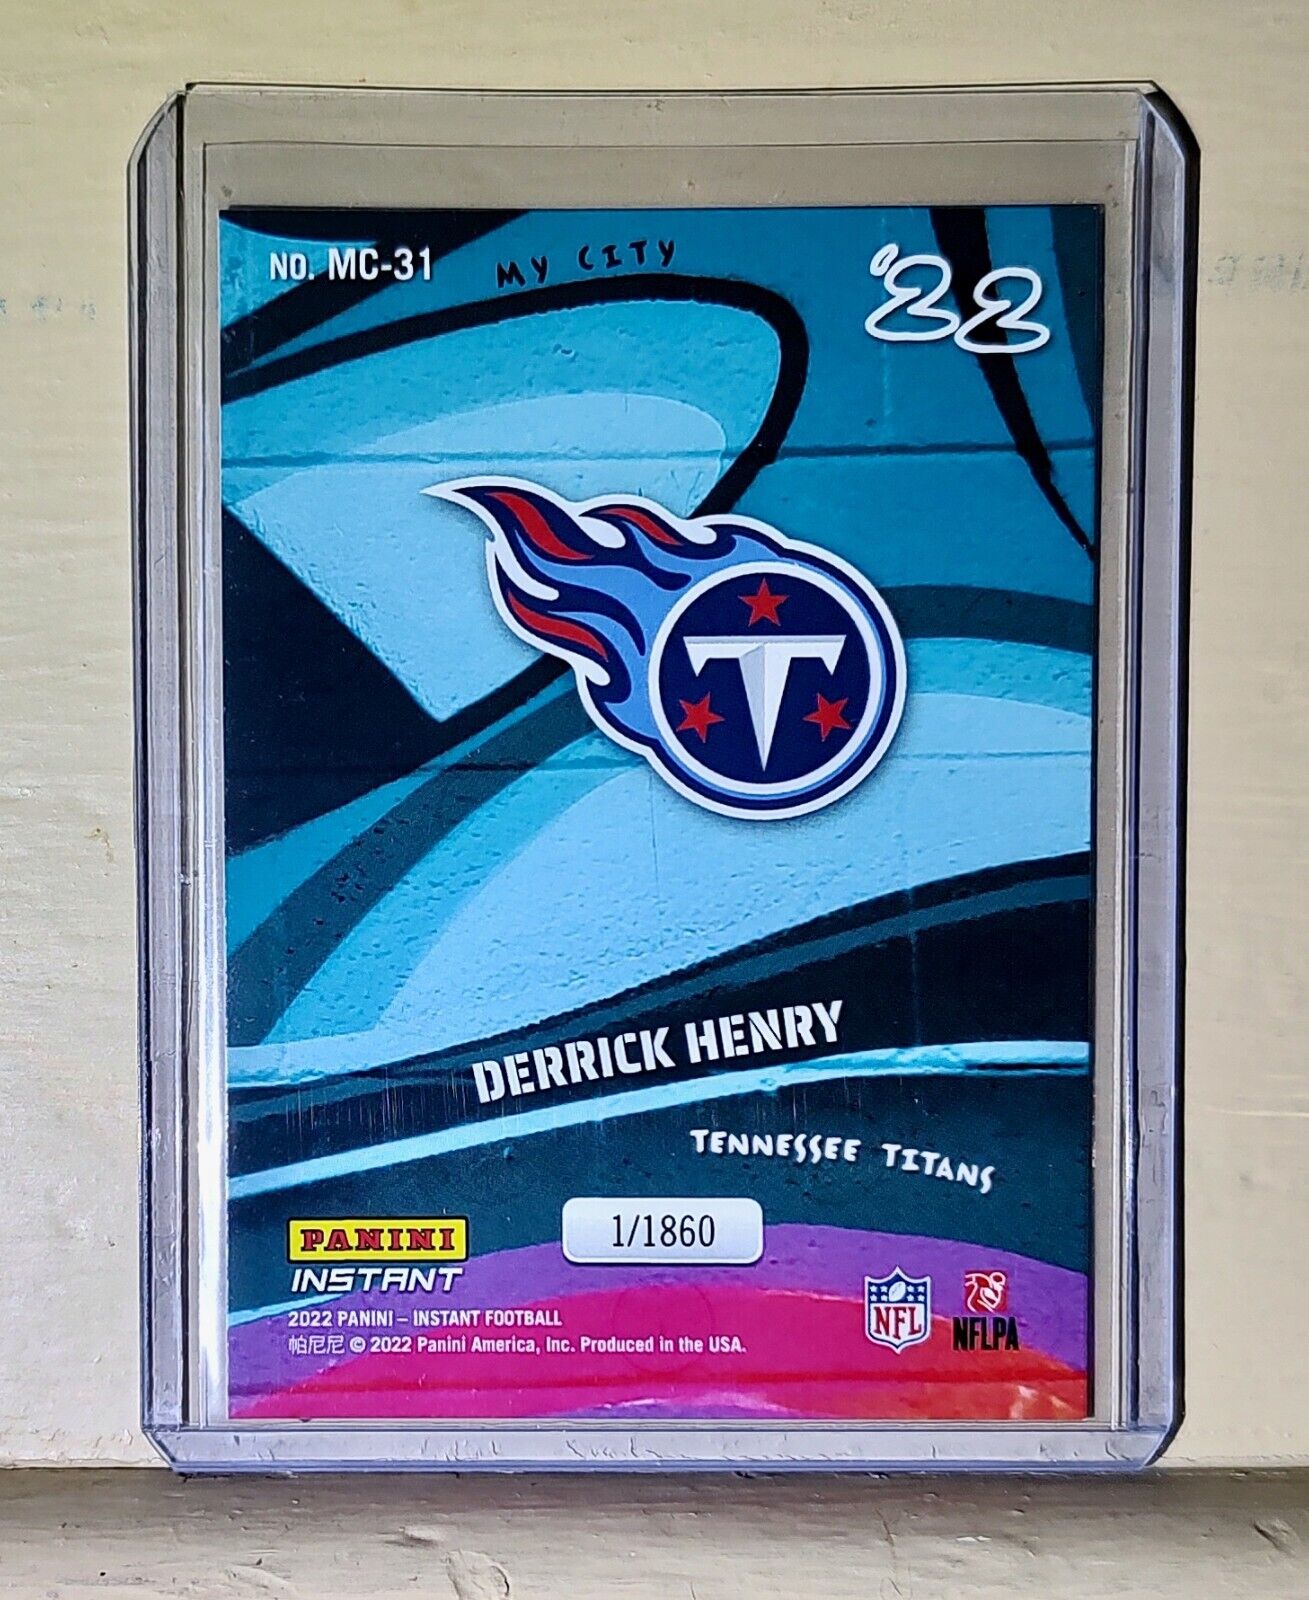 NO. MC-31
MY CITY
'22
T
DERRICK HENRY
TENNESSEE TITANS
1/1860
PANINI
INSTANT
2022 PANINI – INSTANT FOOTBALL
帕尼尼 © 2022 Panini America, Inc. Produced in the USA.
NFL
NFLPA